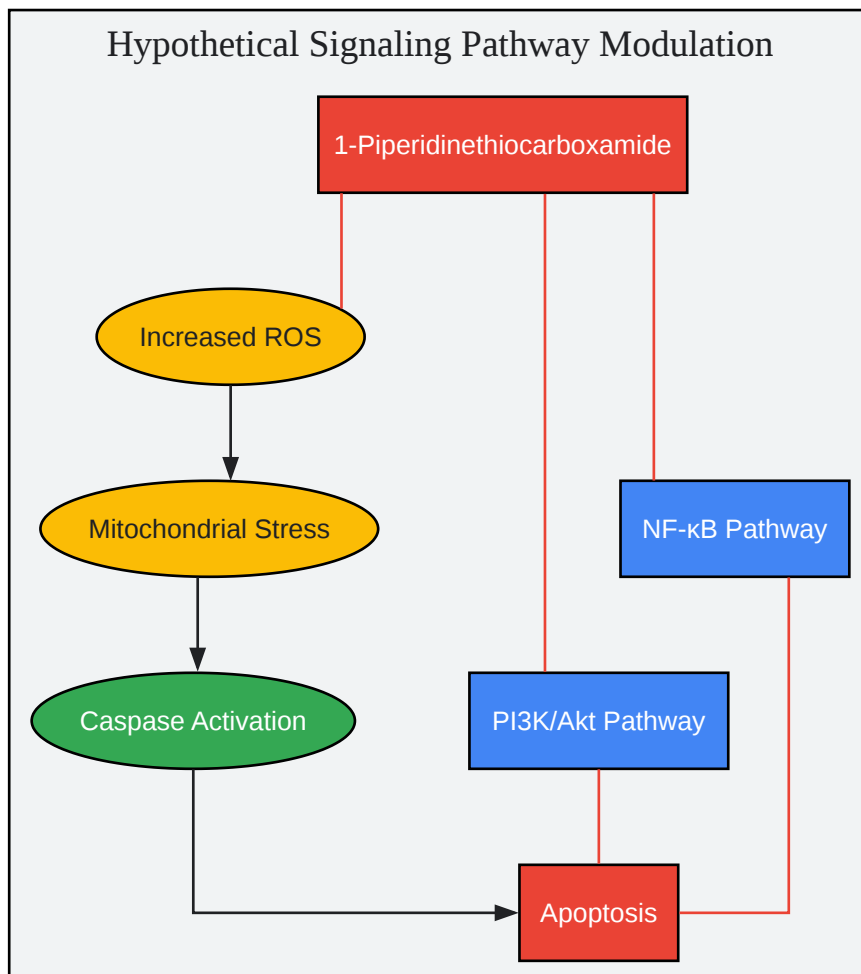 Hypothetical Signaling Pathway Modulation
1-Piperidinethiocarboxamide
Increased ROS
Mitochondrial Stress
NF-κB Pathway
Caspase Activation
PI3K/Akt Pathway
Apoptosis